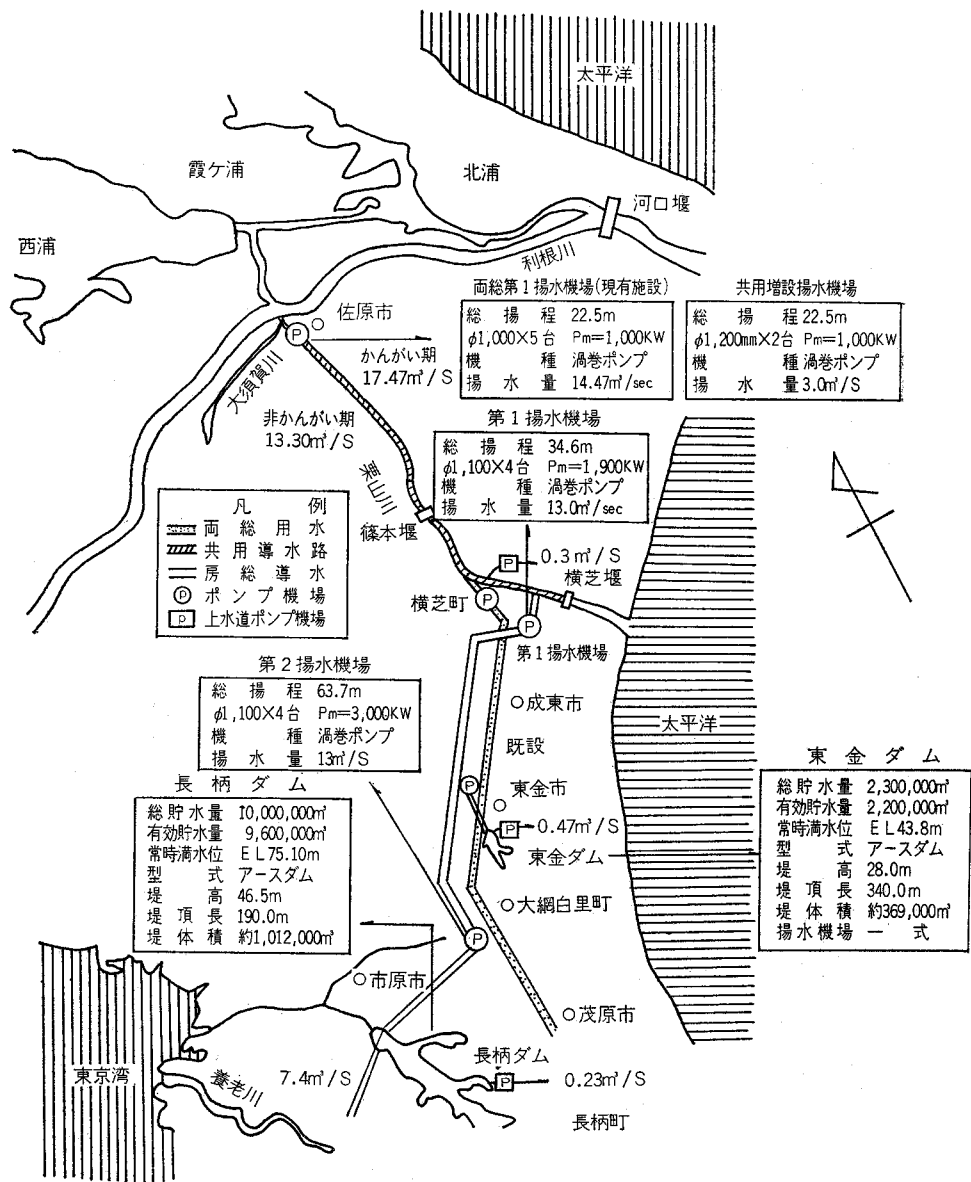 太平洋
霞ケ浦
北浦
河口堰
西浦
利根川
佐原市
大須賀川
かんがい期
17.47㎥/S
非かんがい期
13.30㎥/S
両総第1揚水機場(現有施設)
総揚程 22.5m
φ1,000×5台 Pm=1,000KW
機種 渦巻ポンプ
揚水量 14.47㎥/sec
共用増設揚水機場
総揚程 22.5m
φ1,200mm×2台 Pm=1,000KW
機種 渦巻ポンプ
揚水量 3.0㎥/S
第1揚水機場
総揚程 34.6m
φ1,100×4台 Pm=1,900KW
機種 渦巻ポンプ
揚水量 13.0㎥/sec
栗山川
篠本堰
凡例
両総用水
共用導水路
房総導水
P ポンプ機場
P 上水道ポンプ機場
P
P 0.3㎥/S
横芝堰
横芝町
P
P
第1揚水機場
第2揚水機場
総揚程 63.7m
φ1,100×4台 Pm=3,000KW
機種 渦巻ポンプ
揚水量 13㎥/S
成東市
既設
太平洋
東金市
P
P 0.47㎥/S
東金ダム
東金ダム
総貯水量 2,300,000㎥
有効貯水量 2,200,000㎥
常時満水位 EL43.8m
型式 アースダム
堤高 28.0m
堤頂長 340.0m
堤体積 約369,000㎥
揚水機場 一式
長柄ダム
総貯水量 10,000,000㎥
有効貯水量 9,600,000㎥
常時満水位 EL75.10m
型式 アースダム
堤高 46.5m
堤頂長 190.0m
堤体積 約1,012,000㎥
大網白里町
P
市原市
茂原市
東京湾
養老川
7.4㎥/S
長柄ダム
P 0.23㎥/S
長柄町